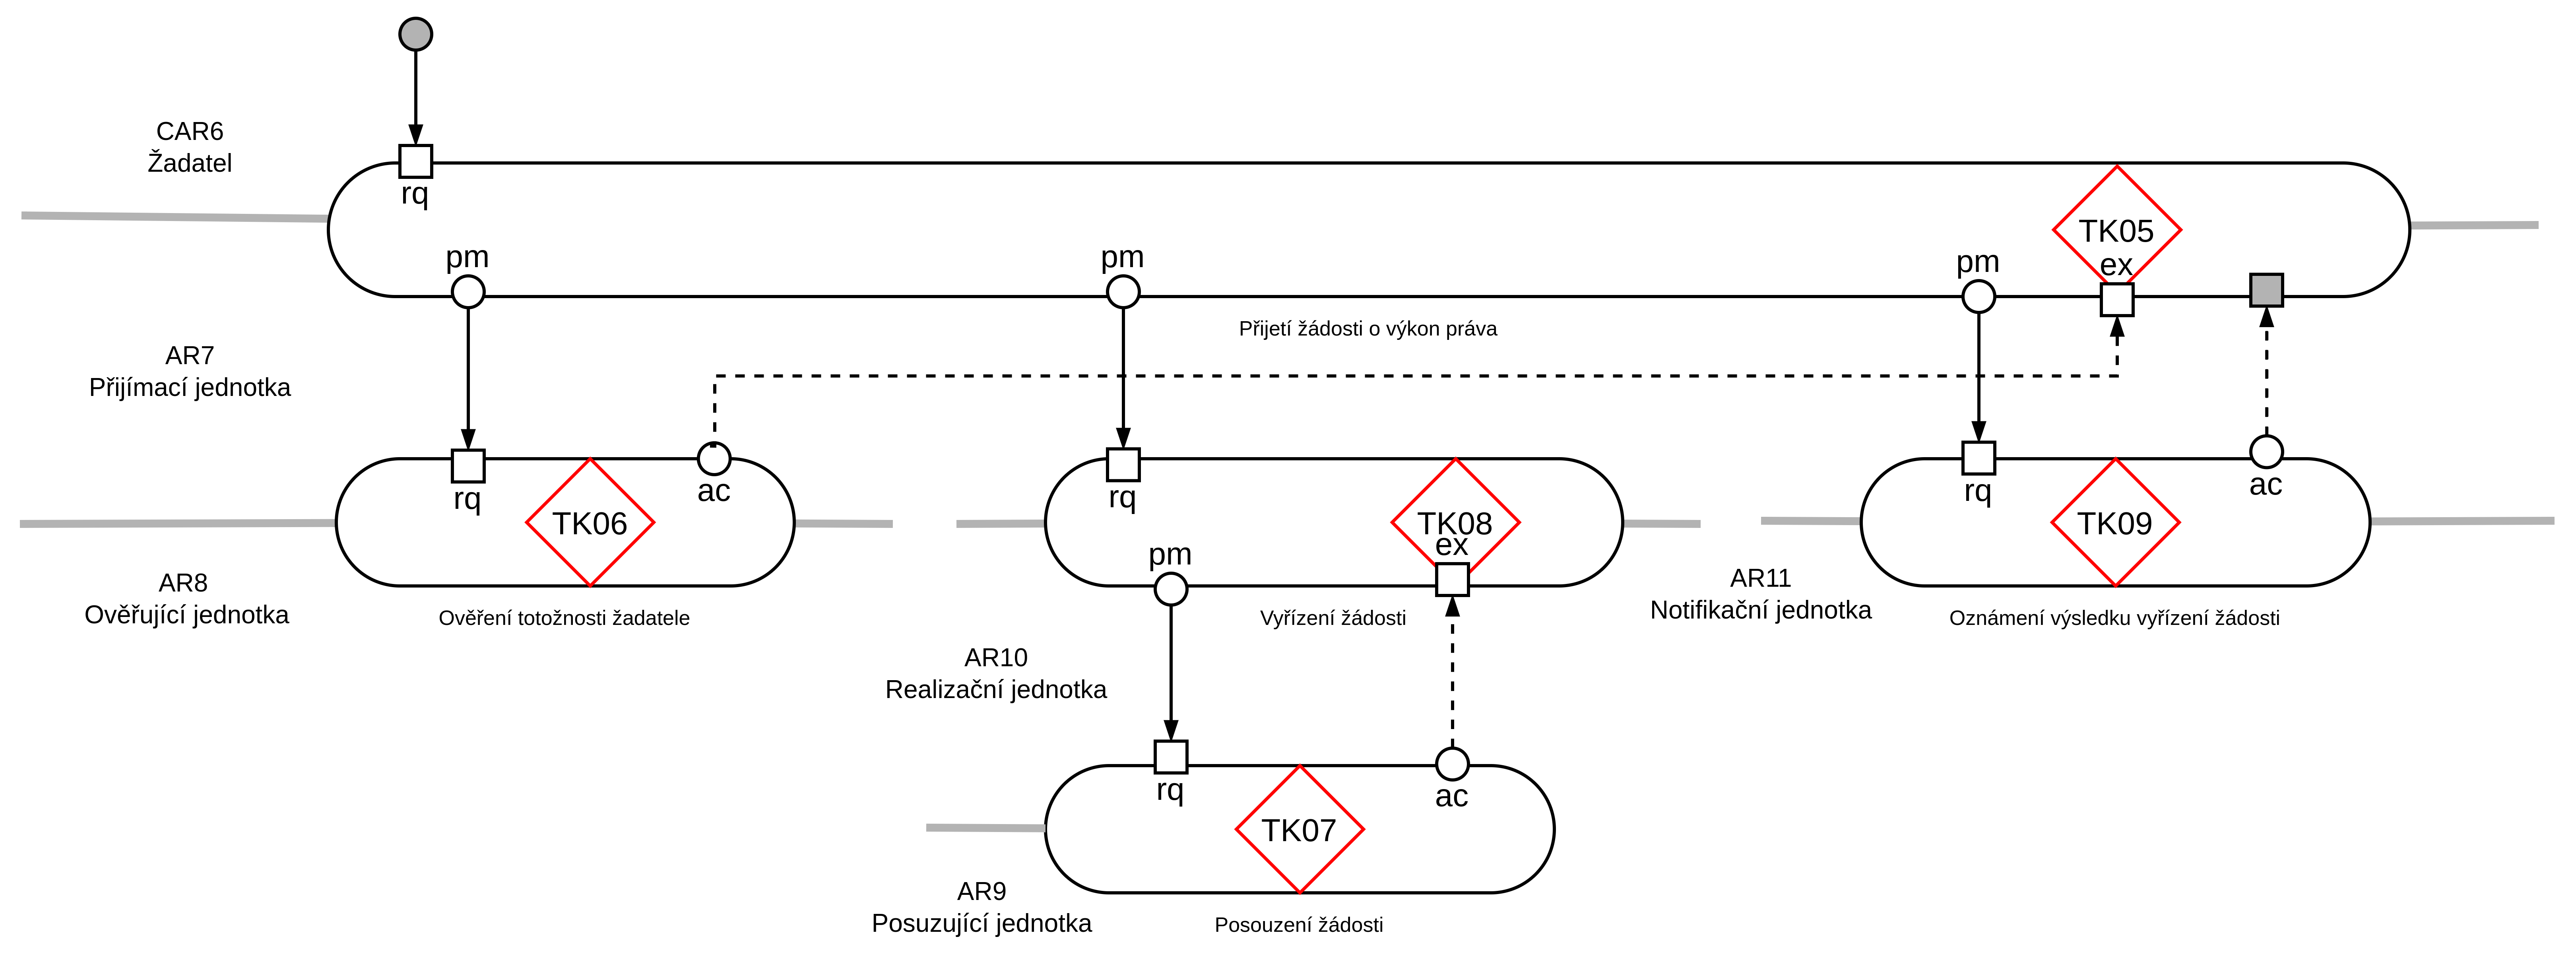 CAR6
Žadatel
rq
pm
pm
pm
TK05
ex
Přijetí žádosti o výkon práva
AR7
Přijímací jednotka
rq
TK06
ac
rq
TK08
ex
pm
rq
TK09
ac
AR8
Ověřující jednotka
Ověření totožnosti žadatele
Vyřízení žádosti
AR11
Notifikační jednotka
Oznámení výsledku vyřízení žádosti
AR10
Realizační jednotka
rq
TK07
ac
AR9
Posuzující jednotka
Posouzení žádosti